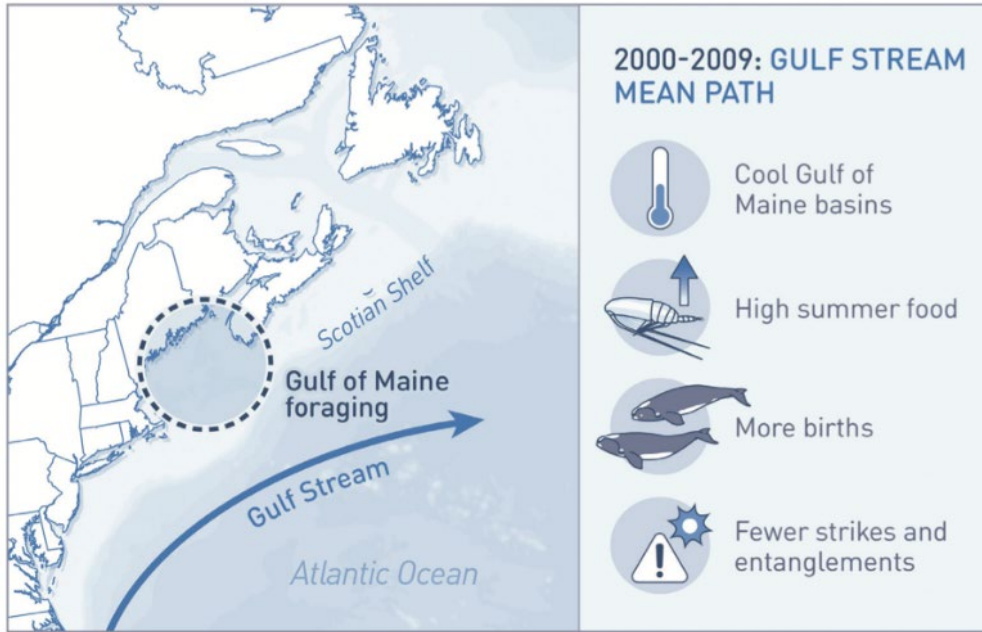 Scotian Shelf
Gulf of Maine
foraging
Gulf Stream
Atlantic Ocean
2000-2009: GULF STREAM
MEAN PATH
Cool Gulf of
Maine basins
High summer food
More births
Fewer strikes and
entanglements